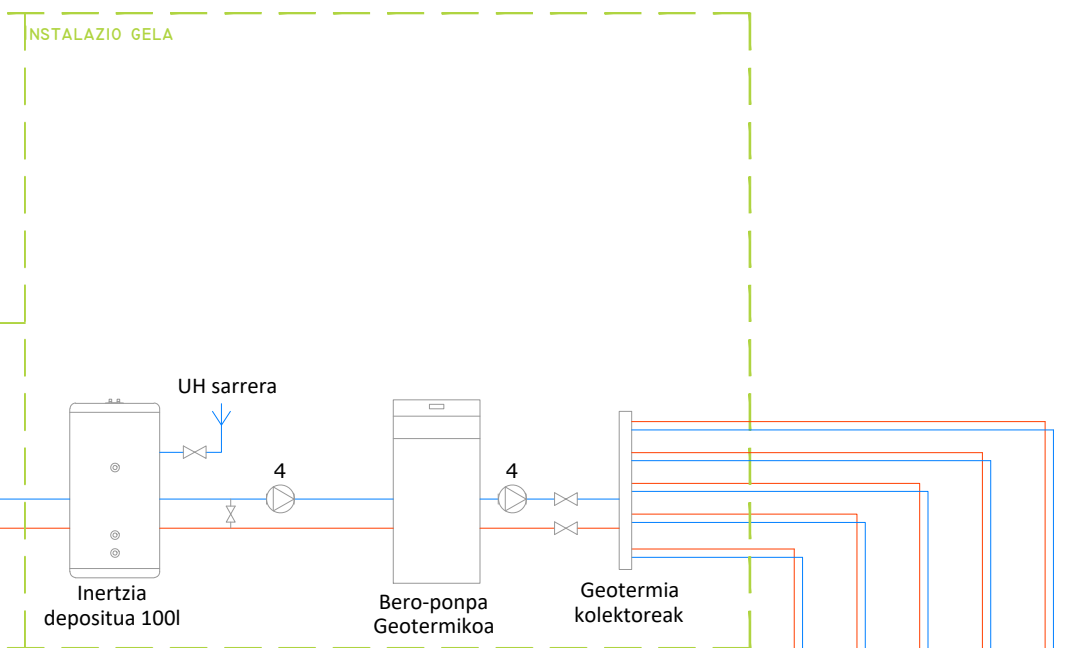 INSTALAZIO GELA
UH sarrera
4
4
Inertzia
depositua 100l
Bero-ponpa
Geotermikoa
Geotermia
kolektoreak